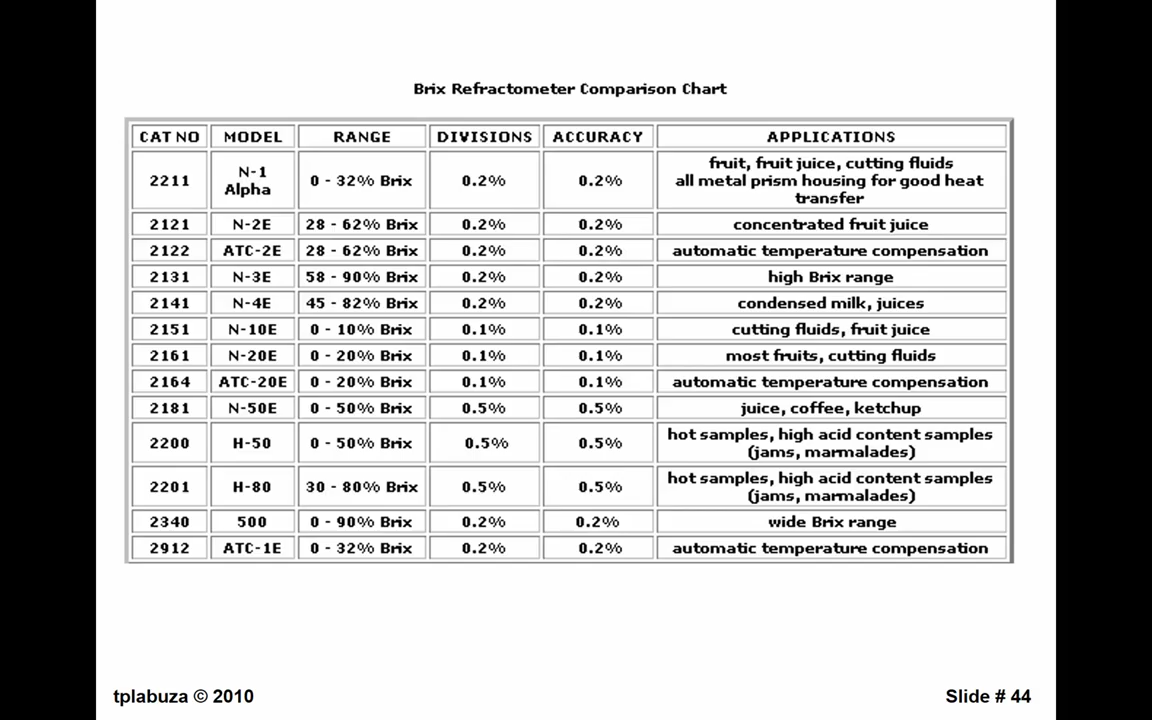 Brix Refractometer Comparison Chart
CAT NO MODEL RANGE DIVISIONS ACCURACY APPLICATIONS
2211 N-1 Alpha 0 - 32% Brix 0.2% 0.2% fruit, fruit juice, cutting fluids
all metal prism housing for good heat
transfer
2121 N-2E 28 - 62% Brix 0.2% 0.2% concentrated fruit juice
2122 ATC-2E 28 - 62% Brix 0.2% 0.2% automatic temperature compensation
2131 N-3E 58 - 90% Brix 0.2% 0.2% high Brix range
2141 N-4E 45 - 82% Brix 0.2% 0.2% condensed milk, juices
2151 N-10E 0 - 10% Brix 0.1% 0.1% cutting fluids, fruit juice
2161 N-20E 0 - 20% Brix 0.1% 0.1% most fruits, cutting fluids
2164 ATC-20E 0 - 20% Brix 0.1% 0.1% automatic temperature compensation
2181 N-50E 0 - 50% Brix 0.5% 0.5% juice, coffee, ketchup
2200 H-50 0 - 50% Brix 0.5% 0.5% hot samples, high acid content samples
(jams, marmalades)
2201 H-80 30 - 80% Brix 0.5% 0.5% hot samples, high acid content samples
(jams, marmalades)
2340 500 0 - 90% Brix 0.2% 0.2% wide Brix range
2912 ATC-1E 0 - 32% Brix 0.2% 0.2% automatic temperature compensation
tplabuza © 2010 Slide # 44